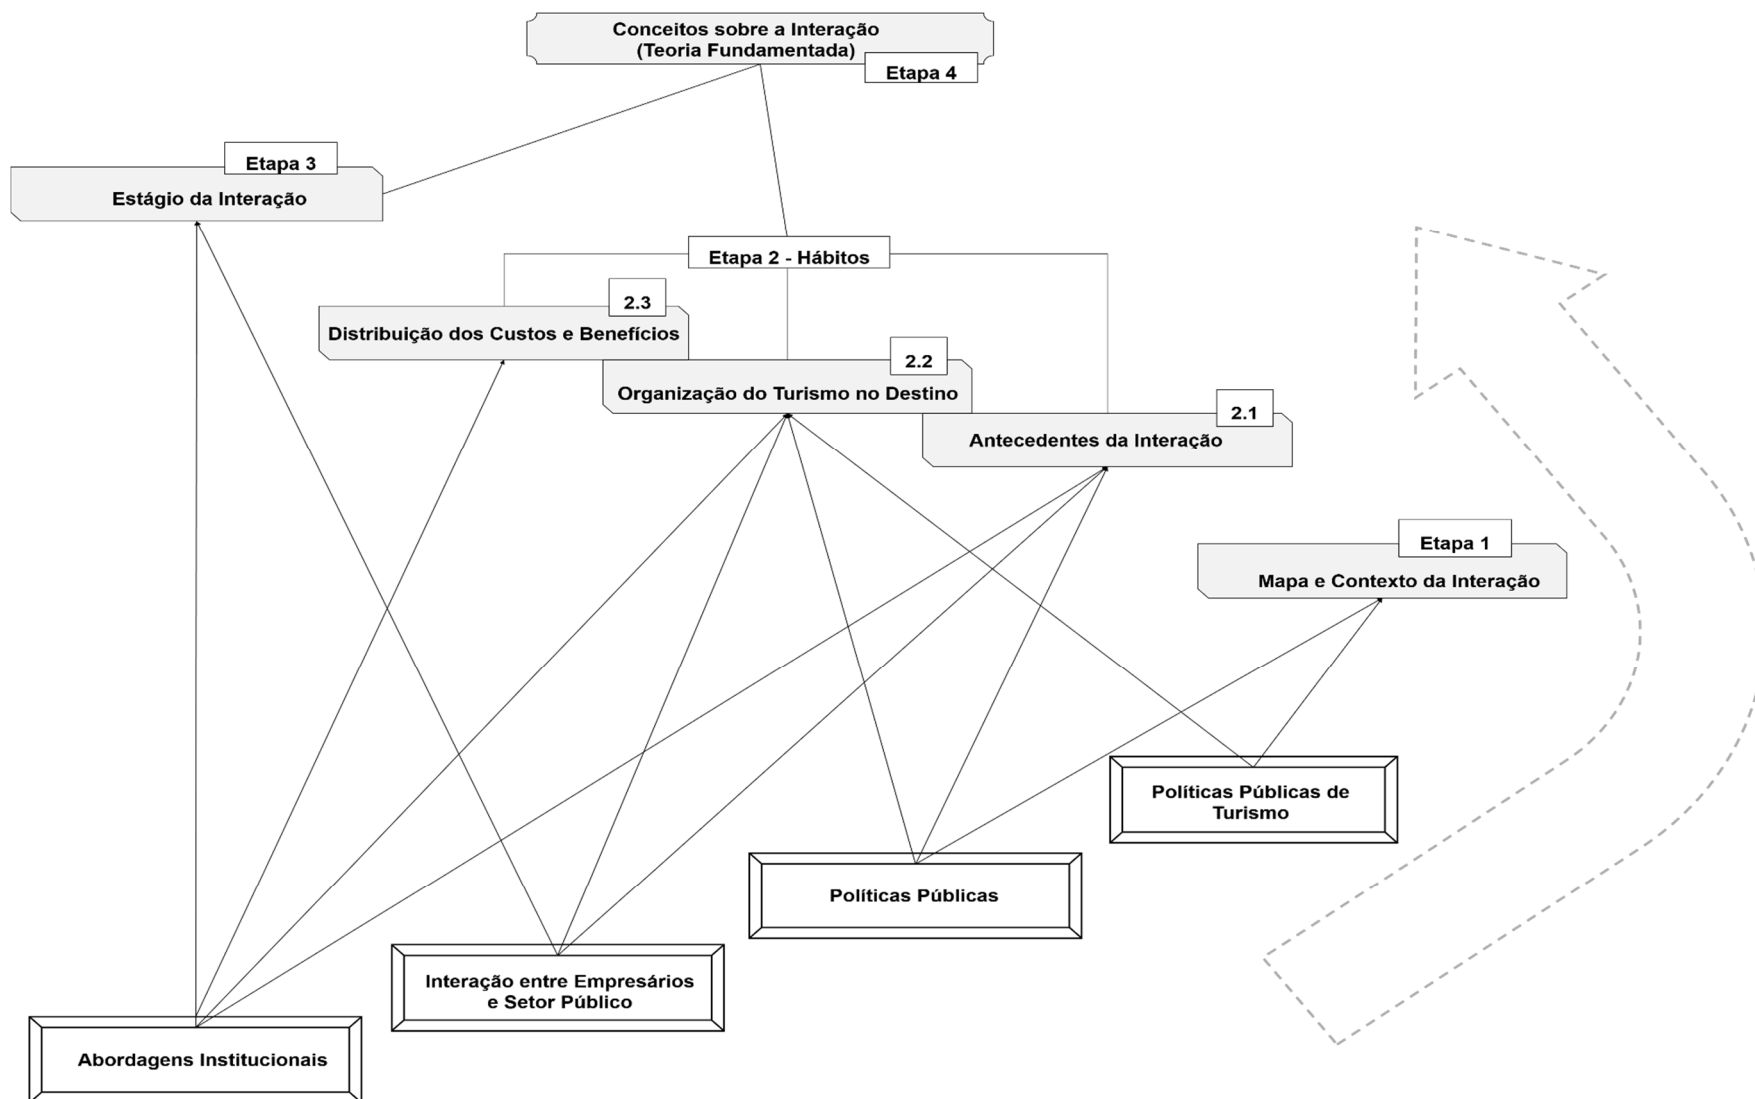 Conceitos sobre a Interação
(Teoria Fundamentada)
Etapa 4
Etapa 3
Estágio da Interação
Etapa 2 - Hábitos
2.3
Distribuição dos Custos e Benefícios
2.2
Organização do Turismo no Destino
2.1
Antecedentes da Interação
Etapa 1
Mapa e Contexto da Interação
Políticas Públicas de
Turismo
Políticas Públicas
Interação entre Empresários
e Setor Público
Abordagens Institucionais